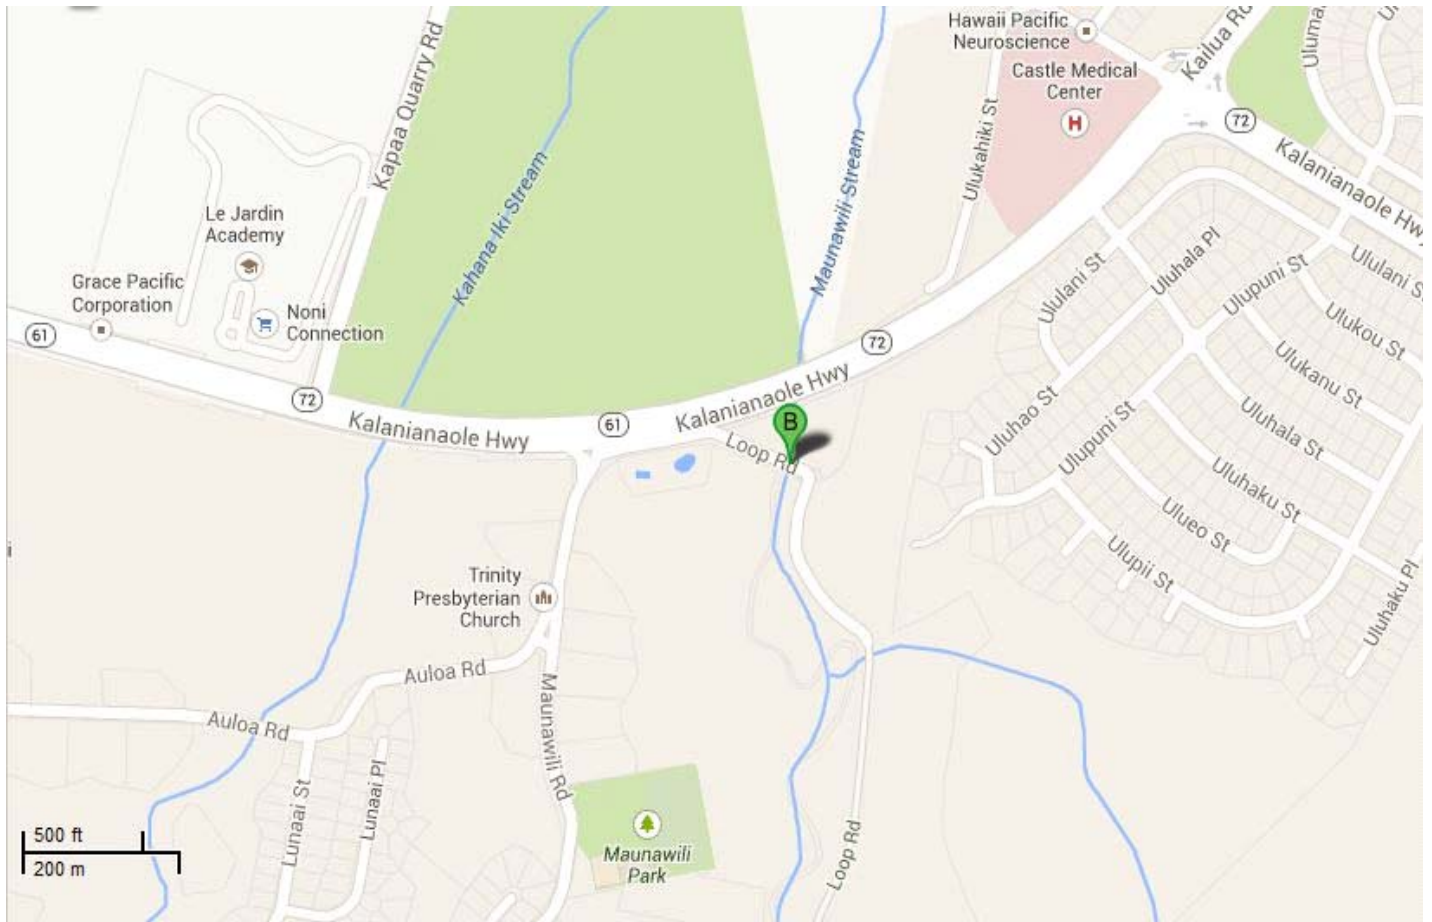 Hawaii Pacific
Neuroscience
Kailua Rd
Castle Medical
Center
H
72
Kalanianaole Hwy
Kapaa Quarry Rd
Kahana Iki Stream
Maunawili Stream
Ulukahiki St
Le Jardin
Academy
Grace Pacific
Corporation
Noni
Connection
61
72
Kalanianaole Hwy
61
Kalanianaole Hwy
72
B
Loop Rd
Ululani St
Uluhala Pl
Ulupuni St
Ululani S
Ulukou St
Ulukanu St
Uluhala St
Uluhao St
Ulupuni St
Uluhaku St
Ulueo St
Ulupii St
Uluhaku Pl
Trinity
Presbyterian
Church
Auloa Rd
Auloa Rd
Maunawili Rd
Lunaai St
Lunaai Pl
Loop Rd
Maunawili
Park
500 ft
200 m